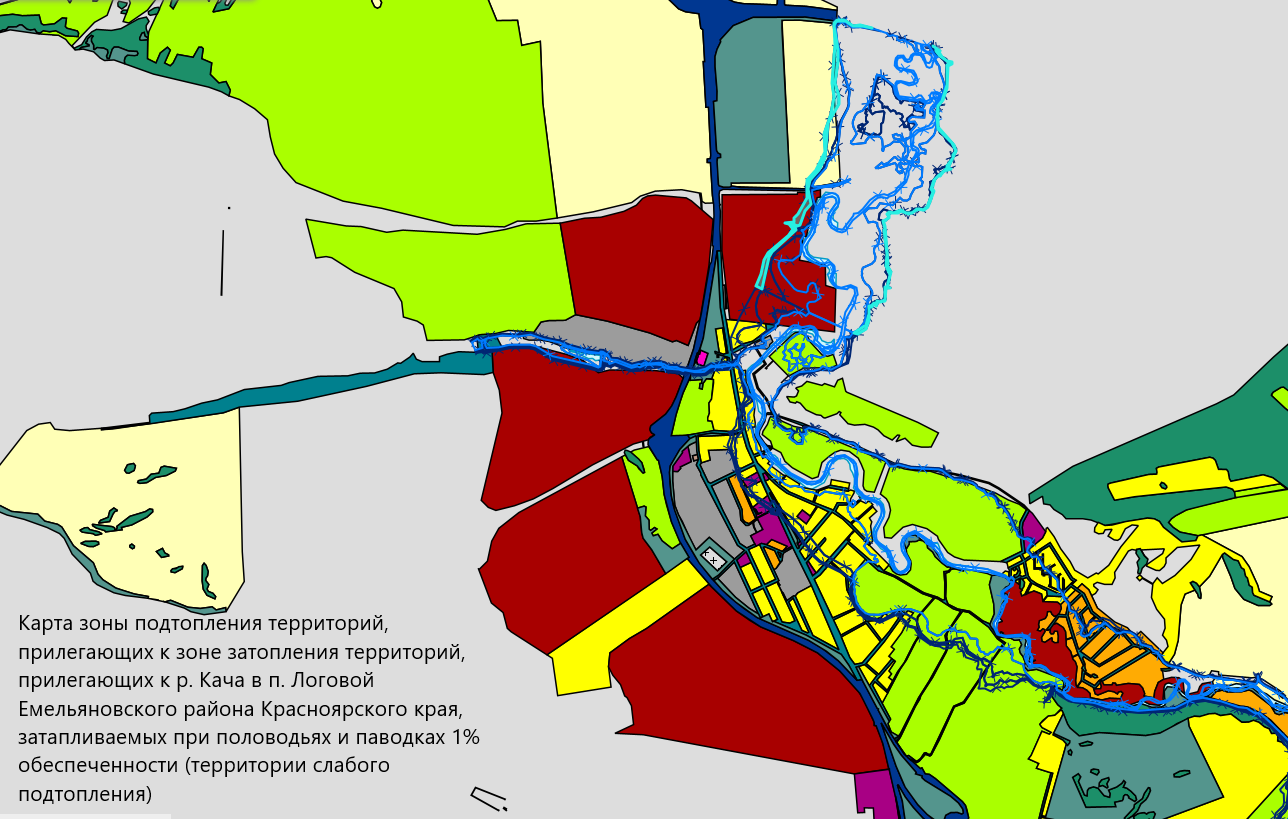 Карта зоны подтопления территорий,
прилегающих к зоне затопления территорий,
прилегающих к р. Кача в п. Логовой
Емельяновского района Красноярского края,
затапливаемых при половодьях и паводках 1%
обеспеченности (территории слабого
подтопления)